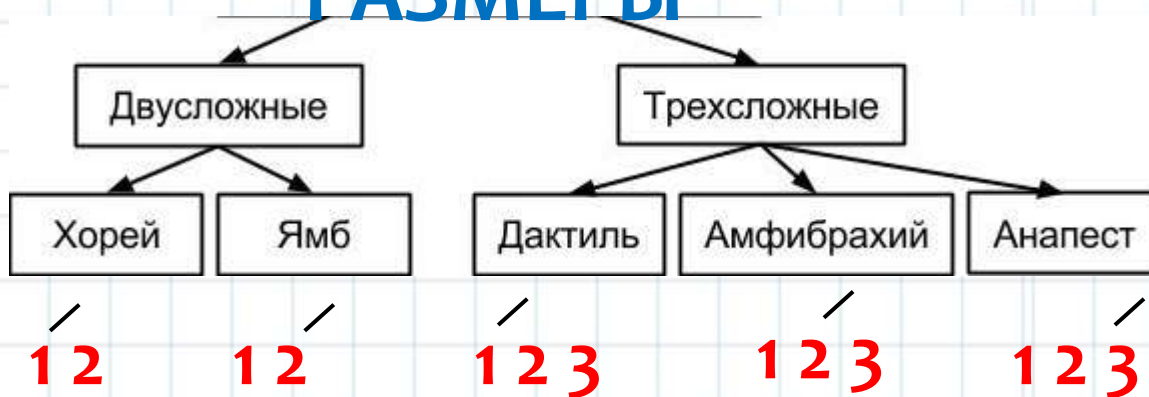 РАЗМЕРЫ
Двусложные Трехсложные
Хорей Ямб Дактиль Амфибрахий Анапест
1 2 1 2 1 2 3 1 2 3 1 2 3